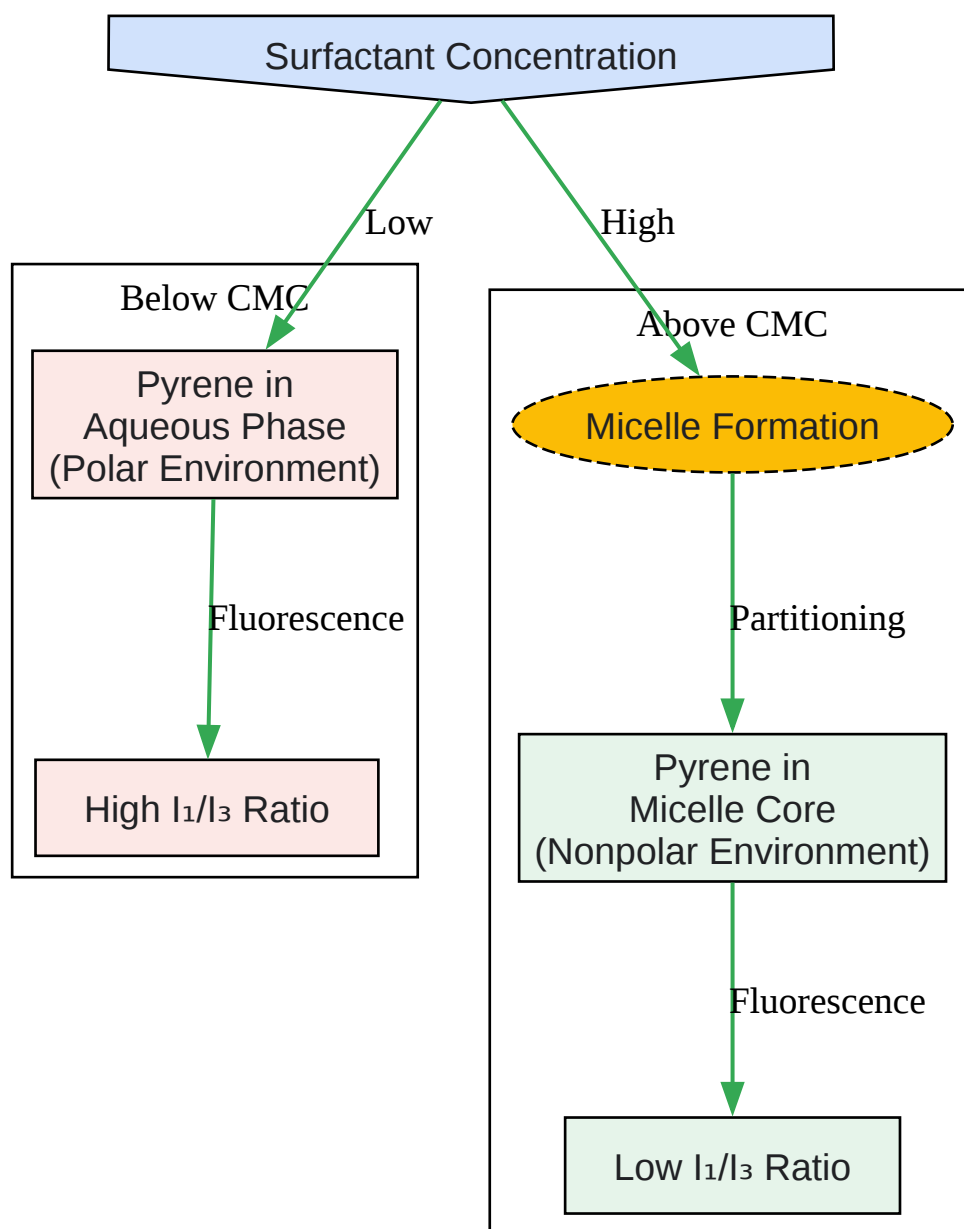 Surfactant Concentration
Low
High
Below CMC
Pyrene in
Aqueous Phase
(Polar Environment)
Fluorescence
High I₁/I₃ Ratio
Above CMC
Micelle Formation
Partitioning
Pyrene in
Micelle Core
(Nonpolar Environment)
Fluorescence
Low I₁/I₃ Ratio